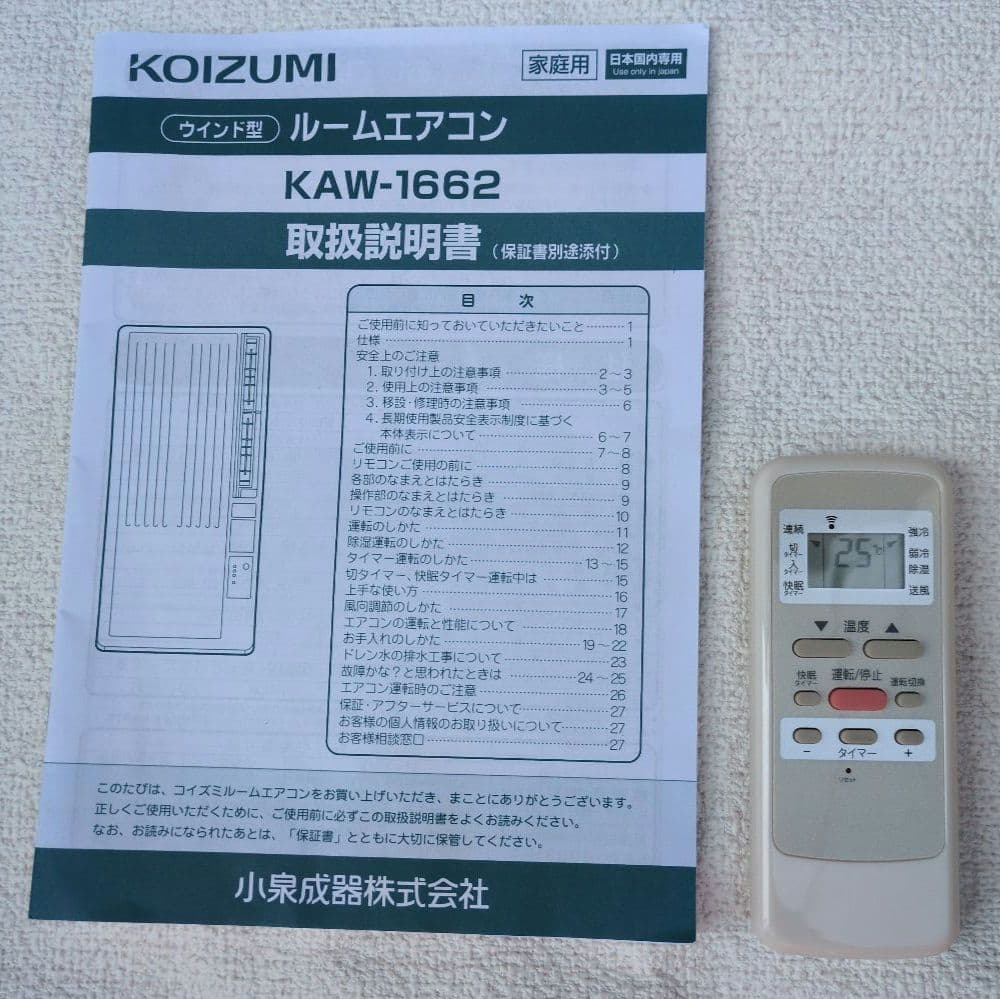 KOIZUMI
家庭用
日本国内専用
Use only in japan
ウインド型 ルームエアコン
KAW-1662
取扱説明書（保証書別途添付）
目 次
ご使用前に知っておいていただきたいこと………1
仕様………1
安全上のご注意
1. 取り付け上の注意事項………2～3
2. 使用上の注意事項………3～5
3. 移設・修理時の注意事項………6
4. 長期使用製品安全表示制度に基づく
本体表示について………6～7
ご使用前に………7～8
リモコンご使用の前に………8
各部のなまえとはたらき………9
操作部のなまえとはたらき………9
リモコンのなまえとはたらき………10
運転のしかた………11
除湿運転のしかた………12
タイマー運転のしかた………13～15
切タイマー、快眠タイマー運転中は………15
上手な使い方………16
風向調節のしかた………17
エアコンの運転と性能について………18
お手入れのしかた………19～22
ドレン水の排水工事について………23
故障かな？と思われたときは………24～25
エアコン運転時のご注意………26
保証・アフターサービスについて………27
お客様の個人情報のお取り扱いについて………27
お客様相談窓口………27
このたびは、コイズミルームエアコンをお買い上げいただき、まことにありがとうございます。
正しくご使用いただくために、ご使用前に必ずこの取扱説明書をよくお読みください。
なお、お読みになられたあとは、「保証書」とともに大切に保管してください。
小泉成器株式会社
連続 強冷
切タイマー 25℃ 弱冷
入タイマー 除湿
快眠タイマー 送風
▼ 温度 ▲
快眠タイマー 運転/停止 運転切換
− タイマー +
リセット